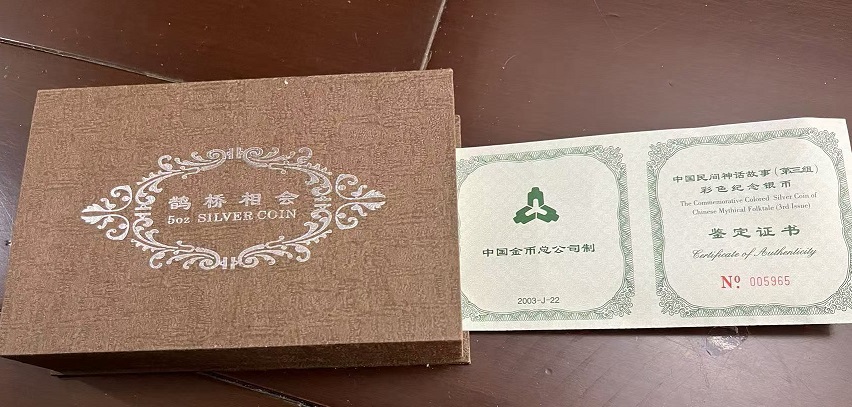 鹊桥相会
5oz SILVER COIN
中国金币总公司制
2003-J-22
中国民间神话故事(第三组)
彩色纪念银币
The Commemorative Colored Silver Coin of
Chinese Mythical Folktale (3rd Issue)
鉴定证书
Certificate of Authenticity
Nº 005965